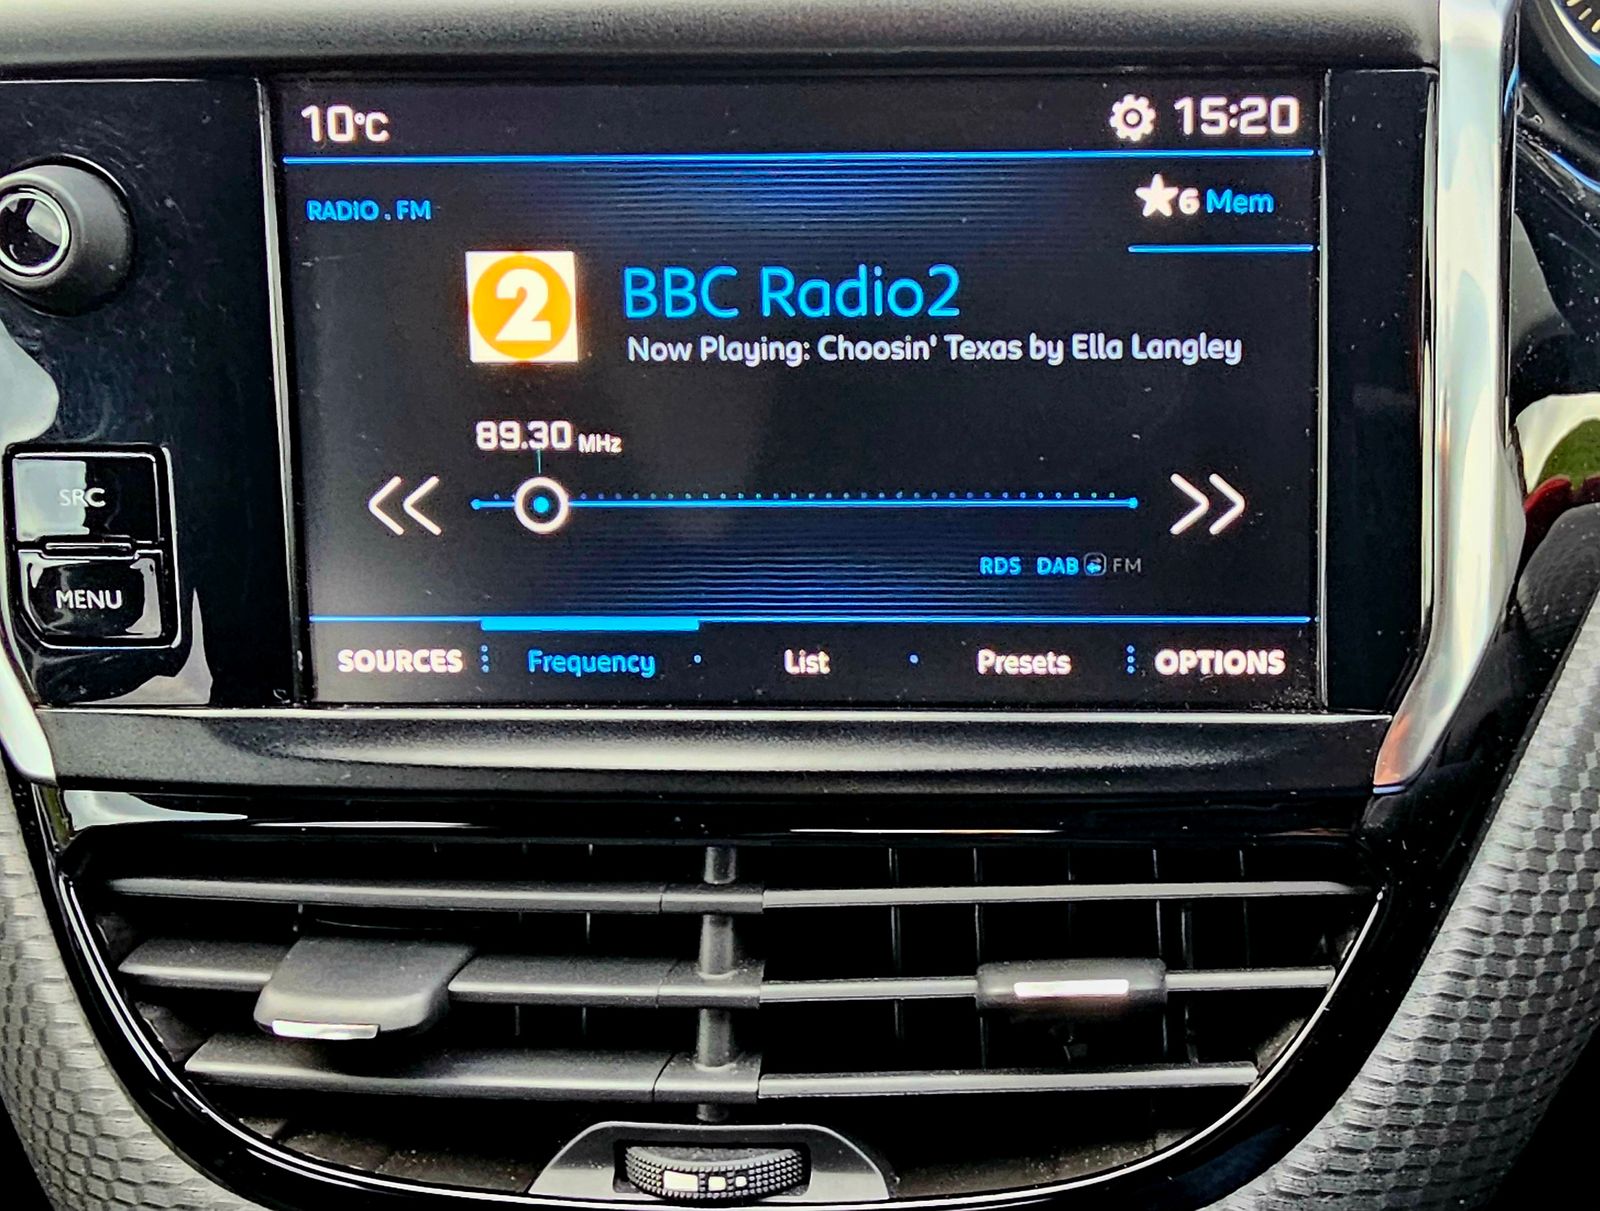 10°C 15:20
RADIO . FM
6 Mem
2
BBC Radio2
Now Playing: Choosin' Texas by Ella Langley
89.30 MHz
SRC
RDS DAB FM
MENU
SOURCES Frequency List Presets OPTIONS